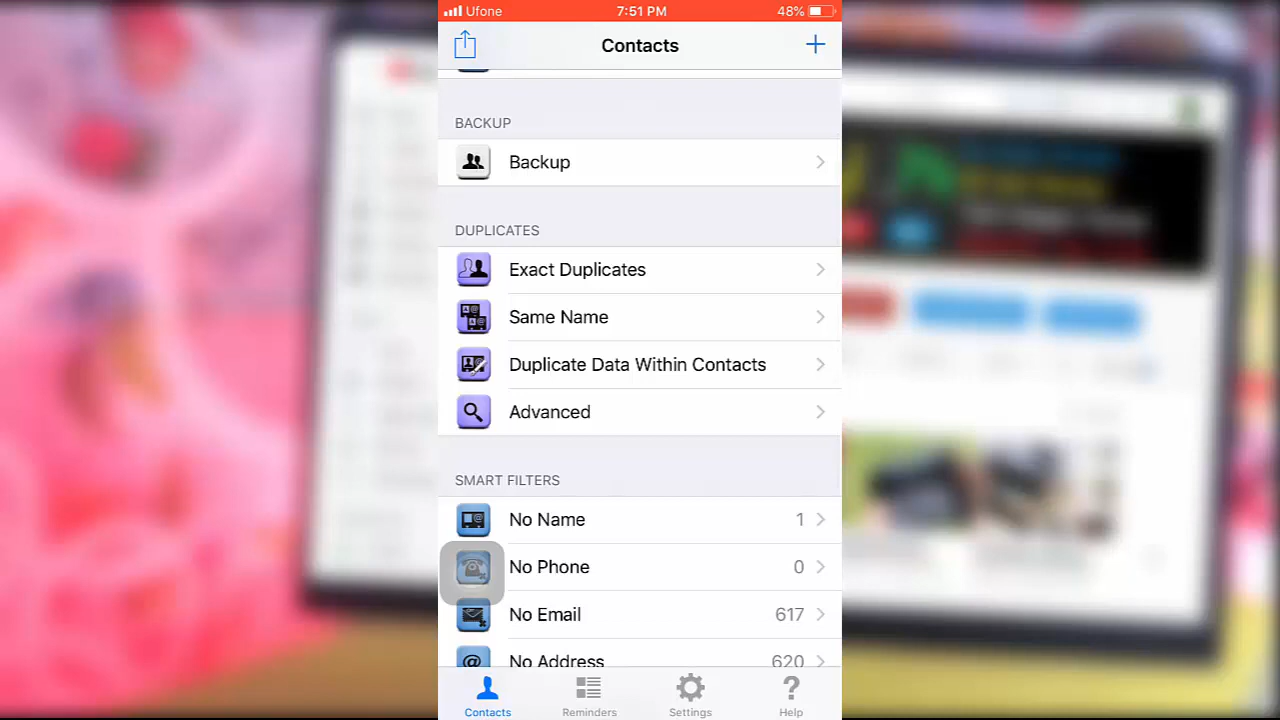 Ufone 7:51 PM 48%
Contacts
BACKUP
Backup
DUPLICATES
Exact Duplicates
Same Name
Duplicate Data Within Contacts
Advanced
SMART FILTERS
No Name 1
No Phone 0
No Email 617
No Address 620
Contacts Reminders Settings Help